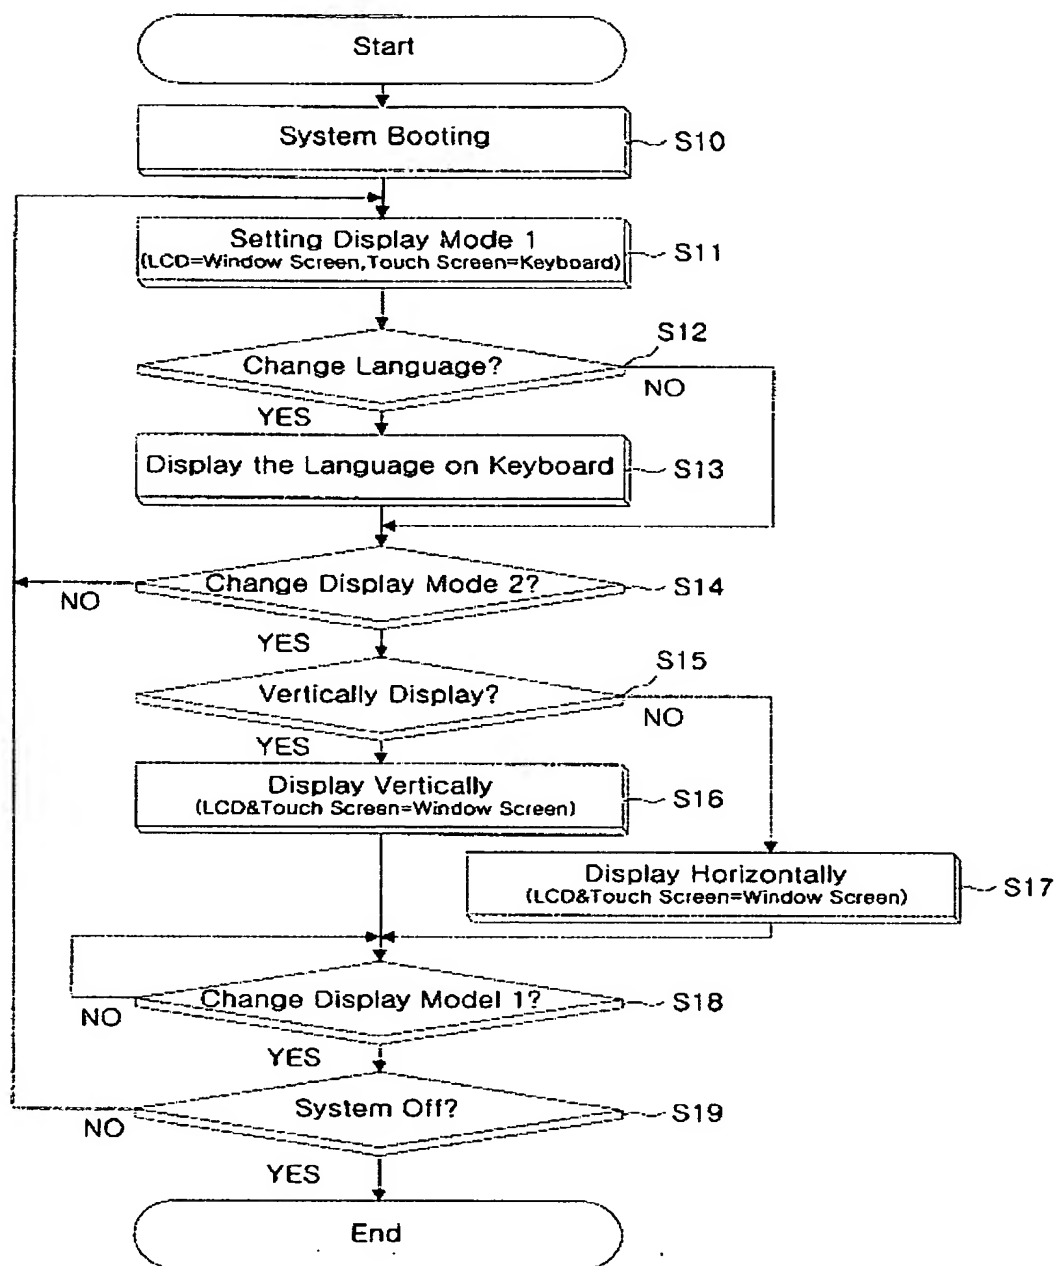 Start
System Booting
S10
Setting Display Mode 1
(LCD=Window Screen,Touch Screen=Keyboard)
S11
S12
Change Language?
NO
YES
Display the Language on Keyboard
S13
Change Display Mode 2?
S14
NO
YES
S15
Vertically Display?
NO
YES
Display Vertically
(LCD&Touch Screen=Window Screen)
S16
Display Horizontally
(LCD&Touch Screen=Window Screen)
S17
Change Display Model 1?
S18
NO
YES
System Off?
S19
NO
YES
End